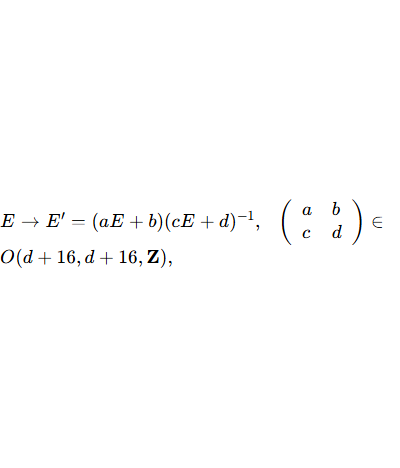 E → E′ = (aE + b)(cE + d)⁻¹, ( a b ; c d ) ∈
O(d + 16, d + 16, Z),